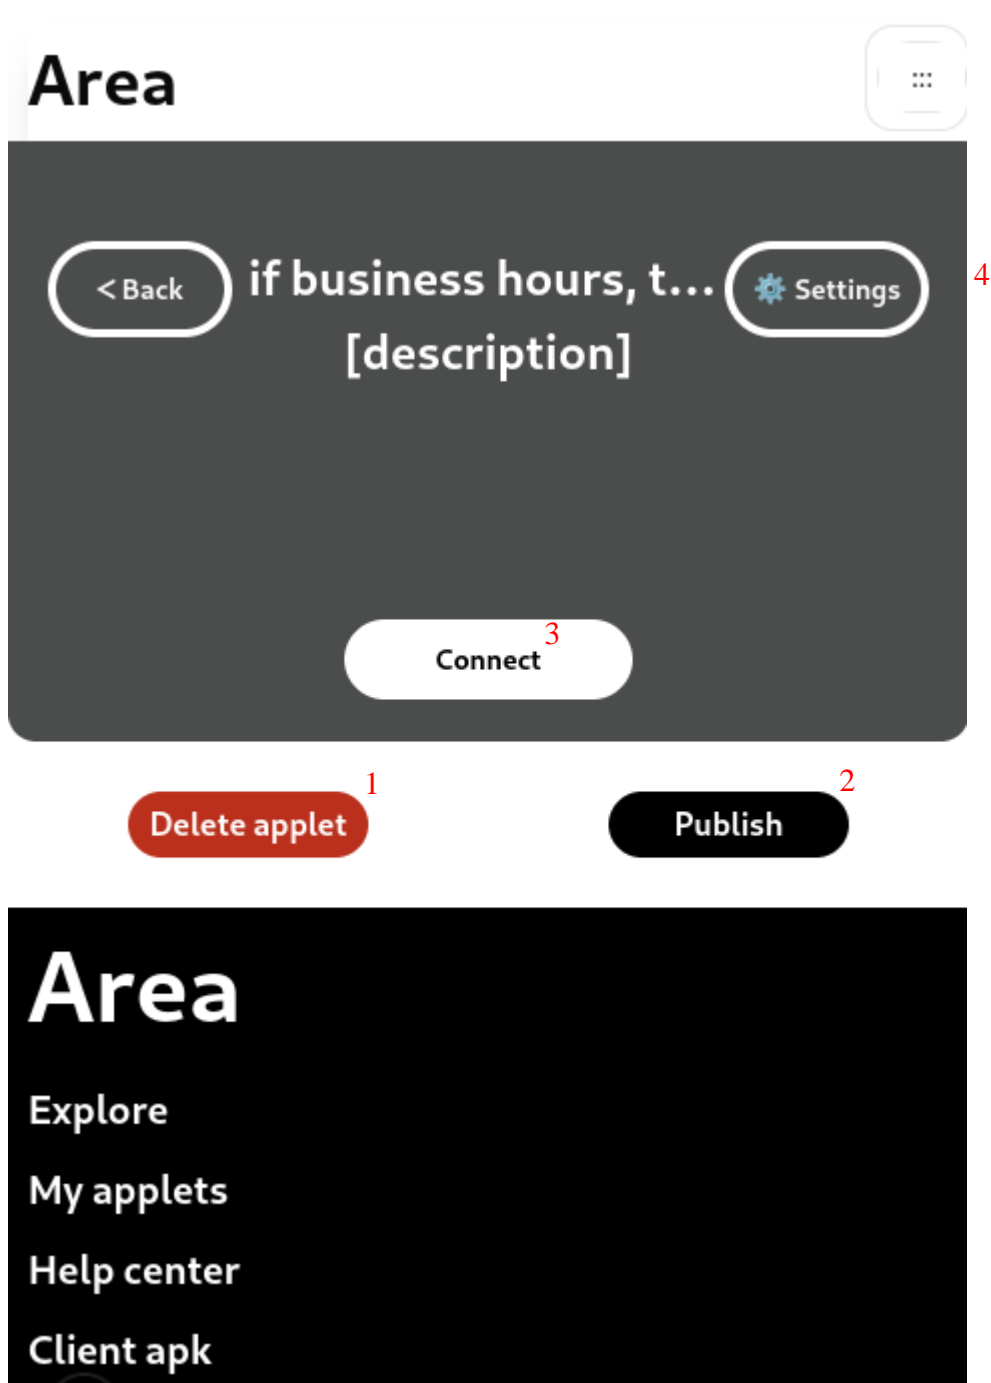 Area
< Back if business hours, t... ⚙️ Settings 4
[description]
Connect 3
Delete applet 1
Publish 2
Area
Explore
My applets
Help center
Client apk